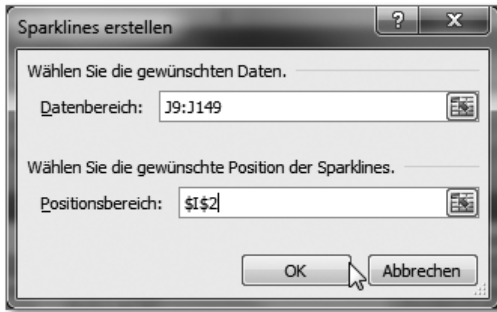 Sparklines erstellen
Wählen Sie die gewünschten Daten.
Datenbereich: J9:J149
Wählen Sie die gewünschte Position der Sparklines.
Positionsbereich: $I$2
OK Abbrechen